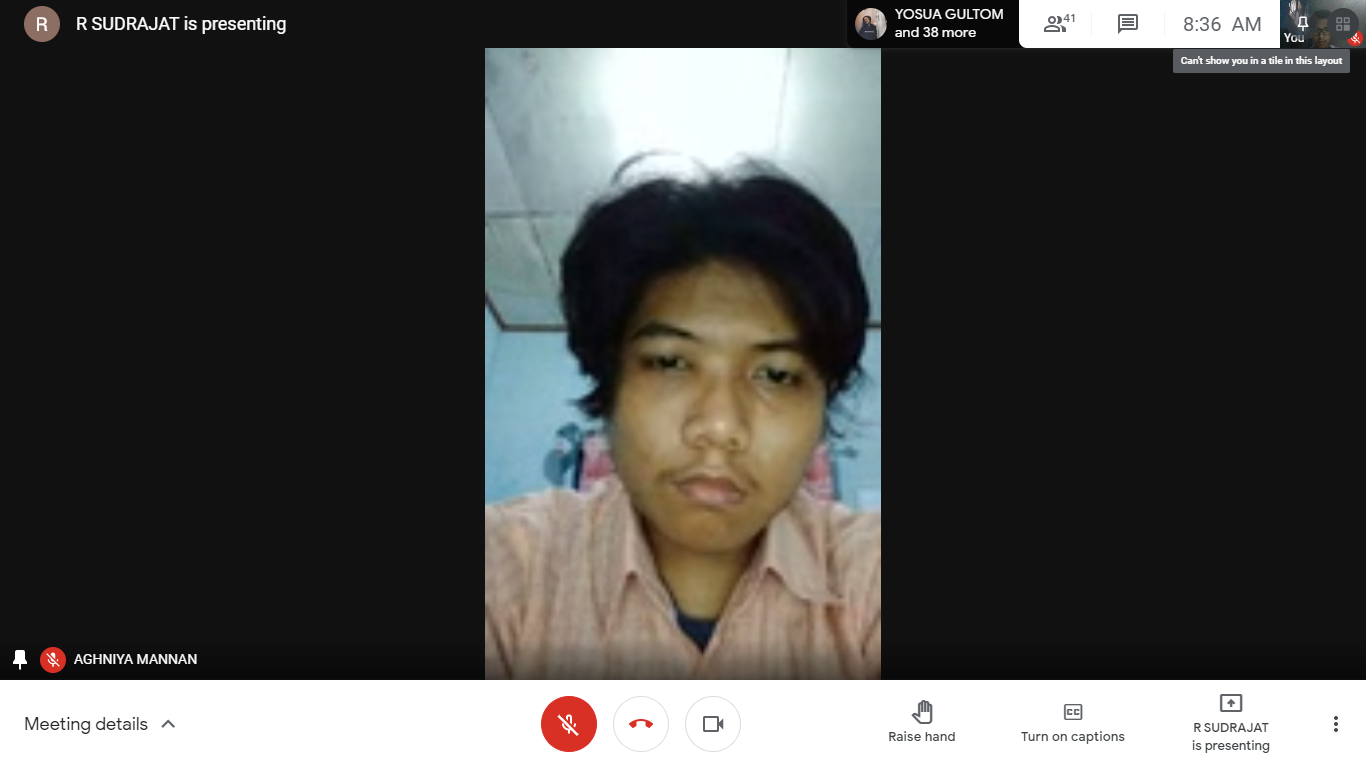 R
R SUDRAJAT is presenting
YOSUA GULTOM
and 38 more
41
8:36 AM
You
Can't show you in a tile in this layout
AGHNIYA MANNAN
Meeting details
Raise hand
CC
Turn on captions
R SUDRAJAT
is presenting